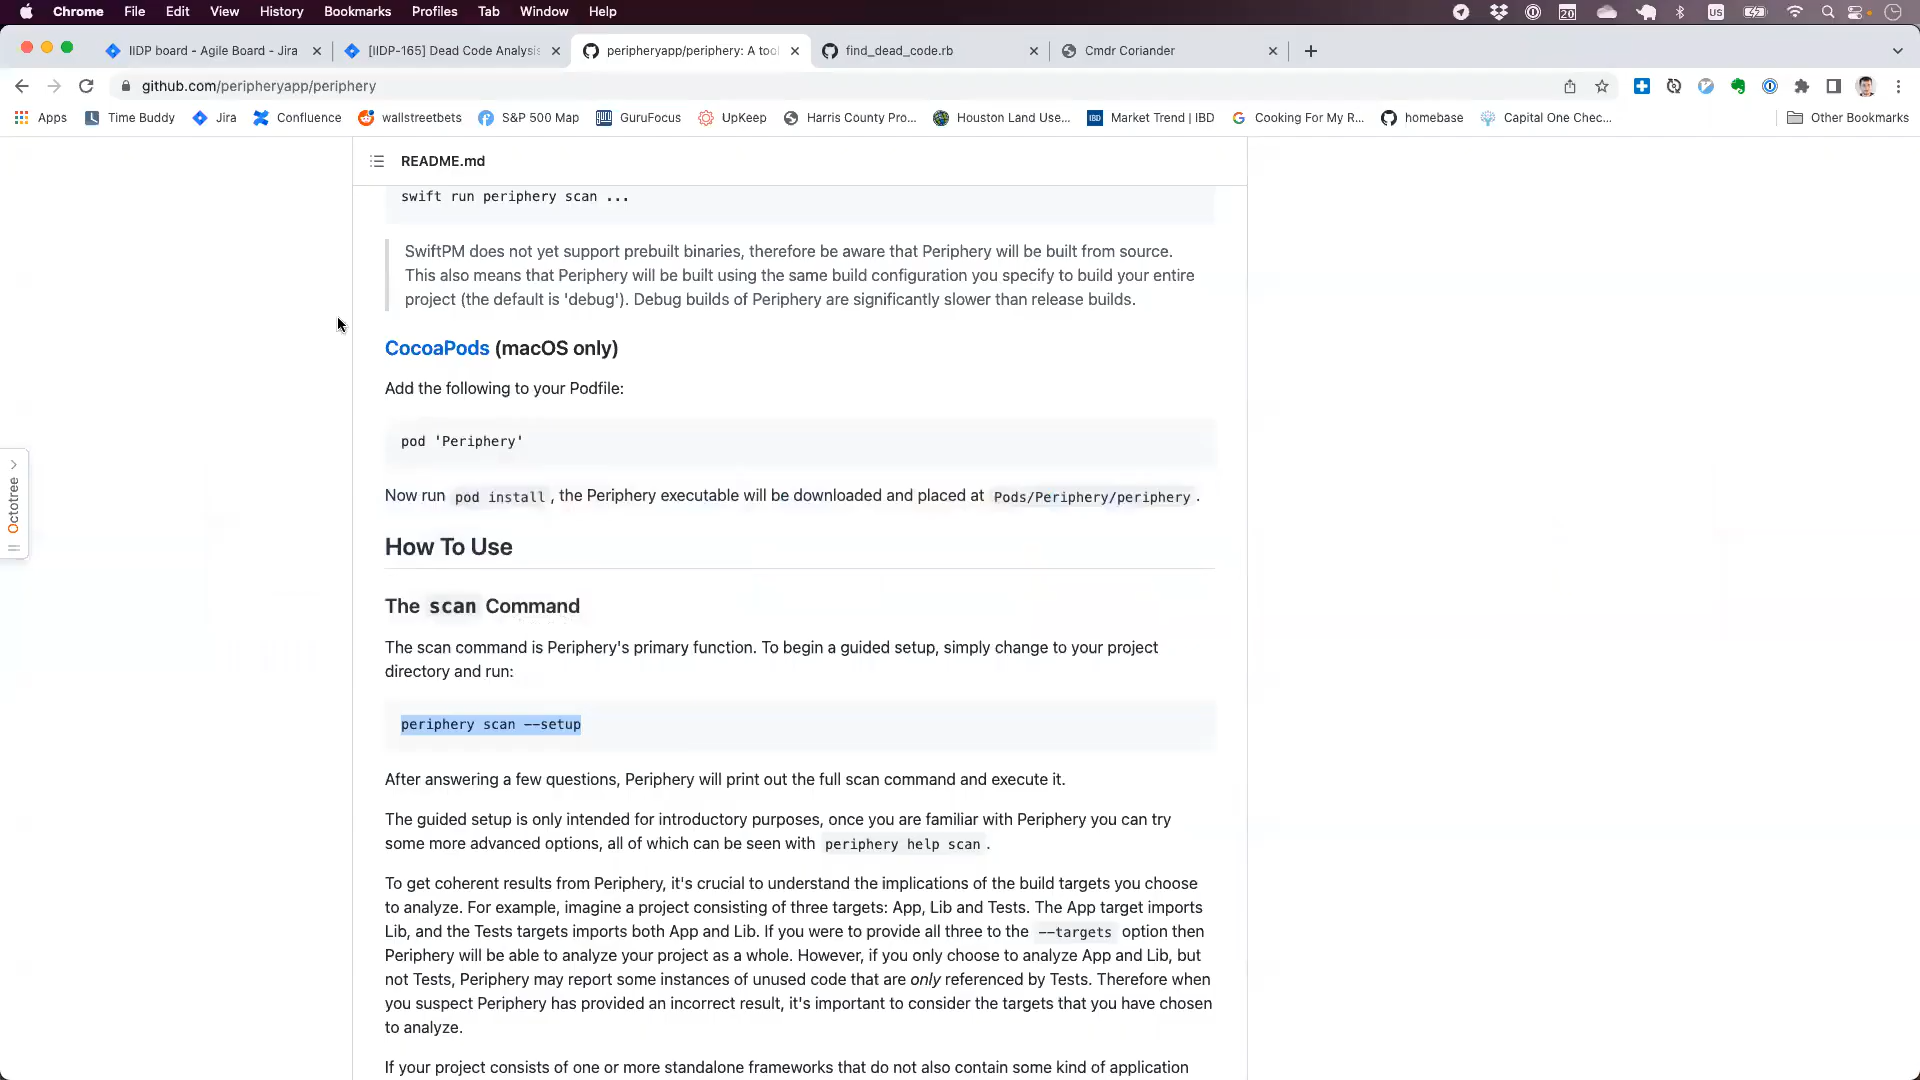 Chrome File Edit View History Bookmarks Profiles Tab Window Help
20 US
IIDP board - Agile Board - Jira
[IIDP-165] Dead Code Analysis
peripheryapp/periphery: A tool
find_dead_code.rb
Cmdr Coriander
github.com/peripheryapp/periphery
Apps Time Buddy Jira Confluence wallstreetbets S&P 500 Map GuruFocus UpKeep Harris County Pro... Houston Land Use... IBD Market Trend | IBD Cooking For My R... homebase Capital One Chec... Other Bookmarks
README.md
swift run periphery scan ...
SwiftPM does not yet support prebuilt binaries, therefore be aware that Periphery will be built from source.
This also means that Periphery will be built using the same build configuration you specify to build your entire
project (the default is 'debug'). Debug builds of Periphery are significantly slower than release builds.
CocoaPods (macOS only)
Add the following to your Podfile:
pod 'Periphery'
Now run pod install, the Periphery executable will be downloaded and placed at Pods/Periphery/periphery.
Octotree
How To Use
The scan Command
The scan command is Periphery's primary function. To begin a guided setup, simply change to your project
directory and run:
periphery scan --setup
After answering a few questions, Periphery will print out the full scan command and execute it.
The guided setup is only intended for introductory purposes, once you are familiar with Periphery you can try
some more advanced options, all of which can be seen with periphery help scan.
To get coherent results from Periphery, it's crucial to understand the implications of the build targets you choose
to analyze. For example, imagine a project consisting of three targets: App, Lib and Tests. The App target imports
Lib, and the Tests targets imports both App and Lib. If you were to provide all three to the --targets option then
Periphery will be able to analyze your project as a whole. However, if you only choose to analyze App and Lib, but
not Tests, Periphery may report some instances of unused code that are only referenced by Tests. Therefore when
you suspect Periphery has provided an incorrect result, it's important to consider the targets that you have chosen
to analyze.
If your project consists of one or more standalone frameworks that do not also contain some kind of application